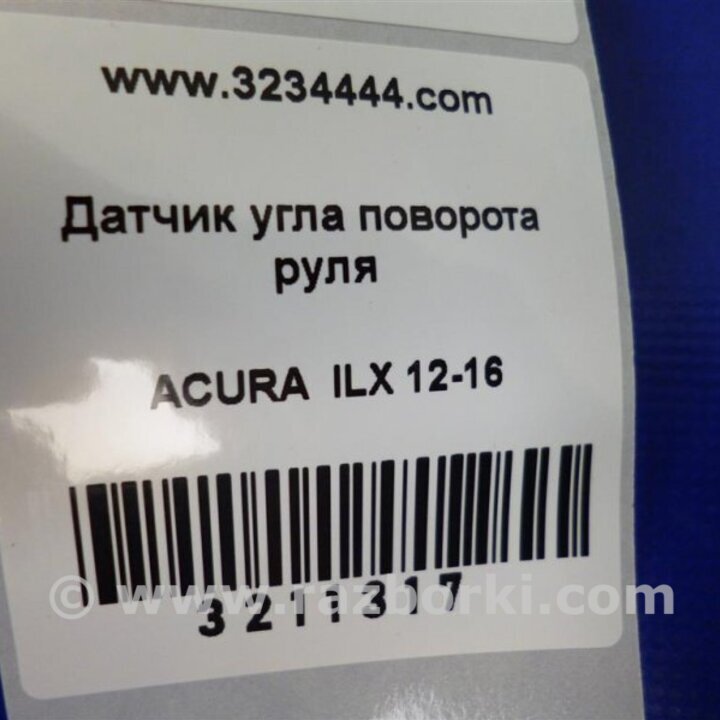 www.3234444.com
Датчик угла поворота
руля
ACURA ILX 12-16
© www.razborki.com
3211317